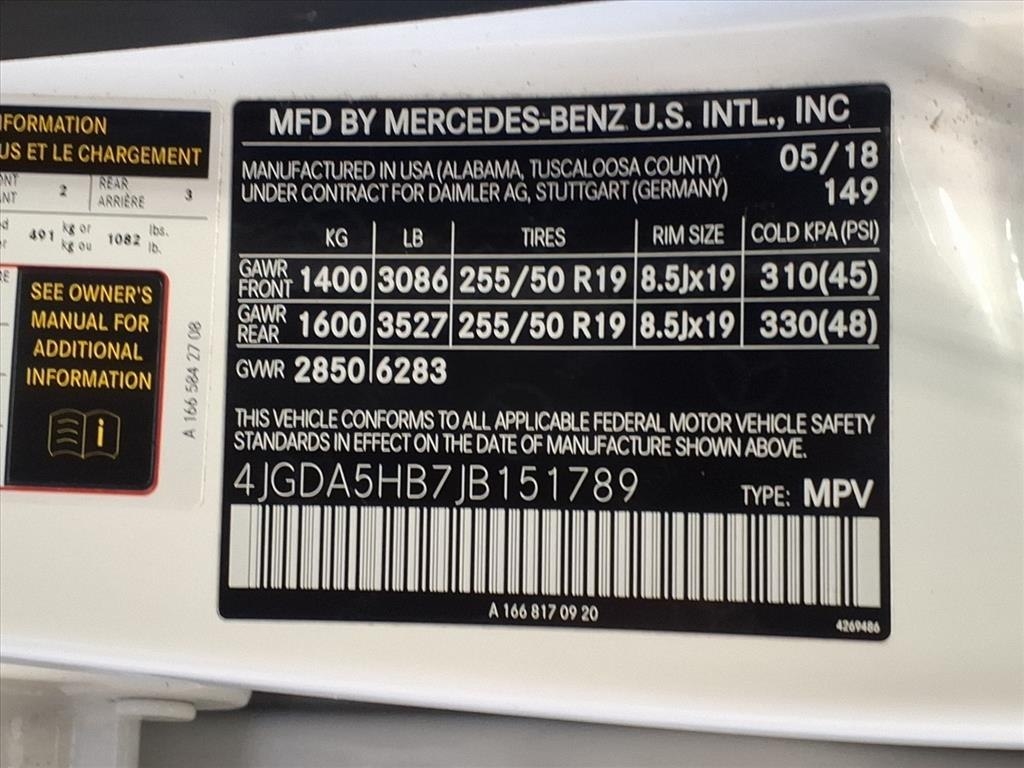 US ET LE CHARGEMENT
2 REAR ARRIÈRE 3
491 kg or kg ou 1082 lbs. lb.
SEE OWNER'S
MANUAL FOR
ADDITIONAL
INFORMATION
i
A 166 584 27 08
MFD BY MERCEDES-BENZ U.S. INTL., INC
MANUFACTURED IN USA (ALABAMA, TUSCALOOSA COUNTY) 05/18
UNDER CONTRACT FOR DAIMLER AG, STUTTGART (GERMANY) 149
KG LB TIRES RIM SIZE COLD KPA (PSI)
GAWR FRONT 1400 3086 255/50 R19 8.5Jx19 310(45)
GAWR REAR 1600 3527 255/50 R19 8.5Jx19 330(48)
GVWR 2850 6283
THIS VEHICLE CONFORMS TO ALL APPLICABLE FEDERAL MOTOR VEHICLE SAFETY
STANDARDS IN EFFECT ON THE DATE OF MANUFACTURE SHOWN ABOVE.
4JGDA5HB7JB151789 TYPE: MPV
A 166 817 09 20
4269486